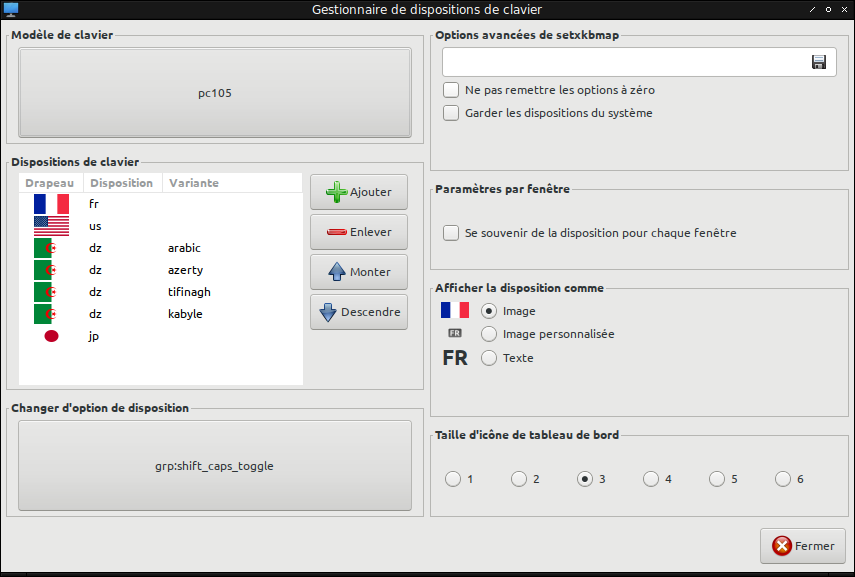 Gestionnaire de dispositions de clavier
Modèle de clavier
pc105
Dispositions de clavier
Drapeau Disposition Variante
fr
us
dz arabic
dz azerty
dz tifinagh
dz kabyle
jp
Ajouter
Enlever
Monter
Descendre
Changer d'option de disposition
grp:shift_caps_toggle
Options avancées de setxkbmap
Ne pas remettre les options à zéro
Garder les dispositions du système
Paramètres par fenêtre
Se souvenir de la disposition pour chaque fenêtre
Afficher la disposition comme
Image
FR Image personnalisée
FR Texte
Taille d'icône de tableau de bord
1 2 3 4 5 6
Fermer